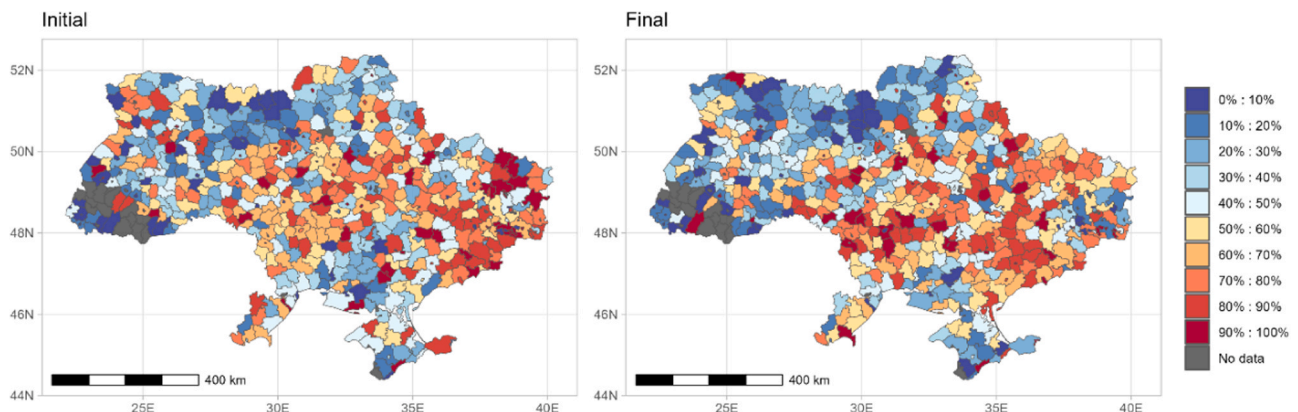 Initial
Final
52N
50N
48N
46N
44N
400 km
25E
30E
35E
40E
52N
50N
48N
46N
44N
400 km
25E
30E
35E
40E
0% : 10%
10% : 20%
20% : 30%
30% : 40%
40% : 50%
50% : 60%
60% : 70%
70% : 80%
80% : 90%
90% : 100%
No data